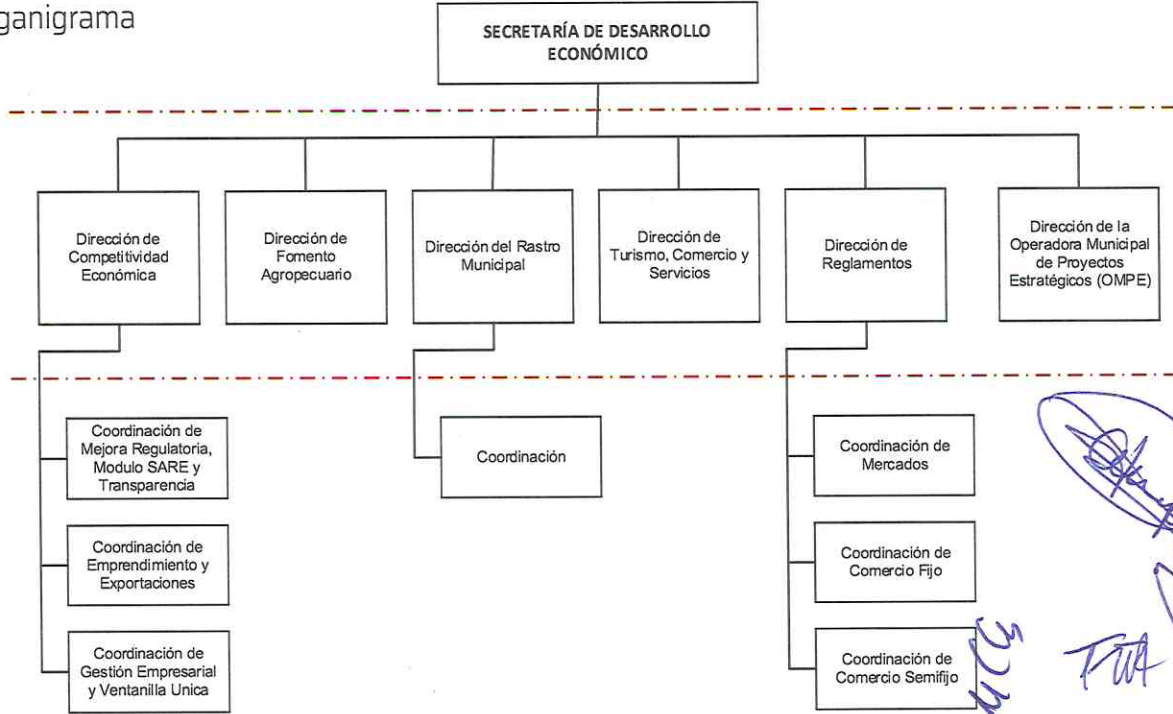 ganigrama
SECRETARÍA DE DESARROLLO
ECONÓMICO
Dirección de
Competitividad
Económica
Dirección de
Fomento
Agropecuario
Dirección del Rastro
Municipal
Dirección de
Turismo, Comercio y
Servicios
Dirección de
Reglamentos
Dirección de la
Operadora Municipal
de Proyectos
Estratégicos (OMPE)
Coordinación de
Mejora Regulatoria,
Modulo SARE y
Transparencia
Coordinación de
Emprendimiento y
Exportaciones
Coordinación de
Gestión Empresarial
y Ventanilla Unica
Coordinación
Coordinación de
Mercados
Coordinación de
Comercio Fijo
Coordinación de
Comercio Semifijo